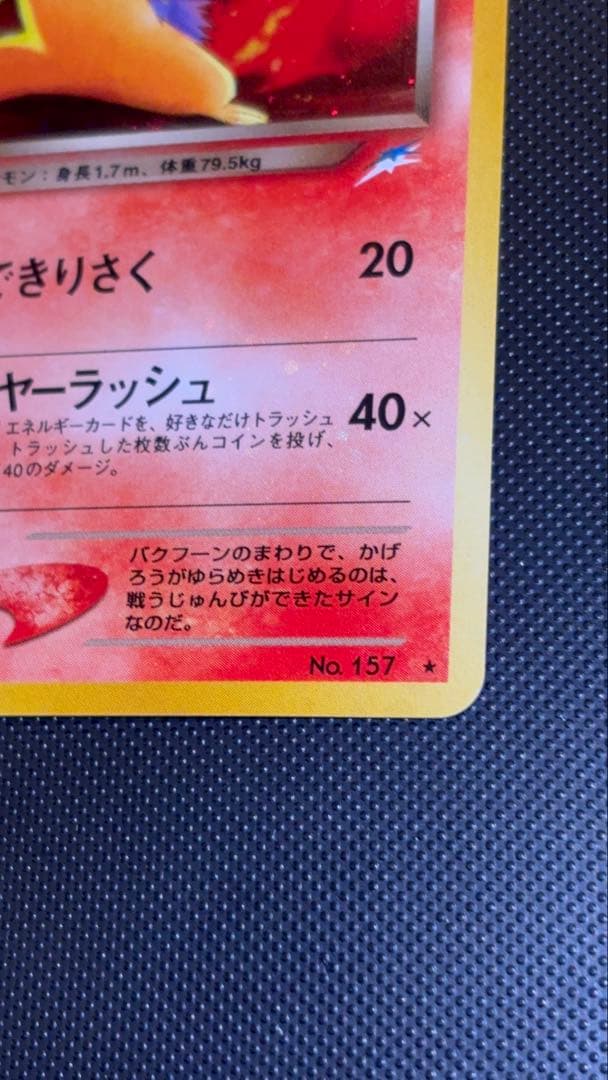 モン：身長1.7m、体重79.5kg
できりさく 20
ヤーラッシュ 40×
エネルギーカードを、好きなだけトラッシュ
トラッシュした枚数ぶんコインを投げ、
40のダメージ。
バクフーンのまわりで、かげ
ろうがゆらめきはじめるのは、
戦うじゅんびができたサイン
なのだ。
No. 157 ★